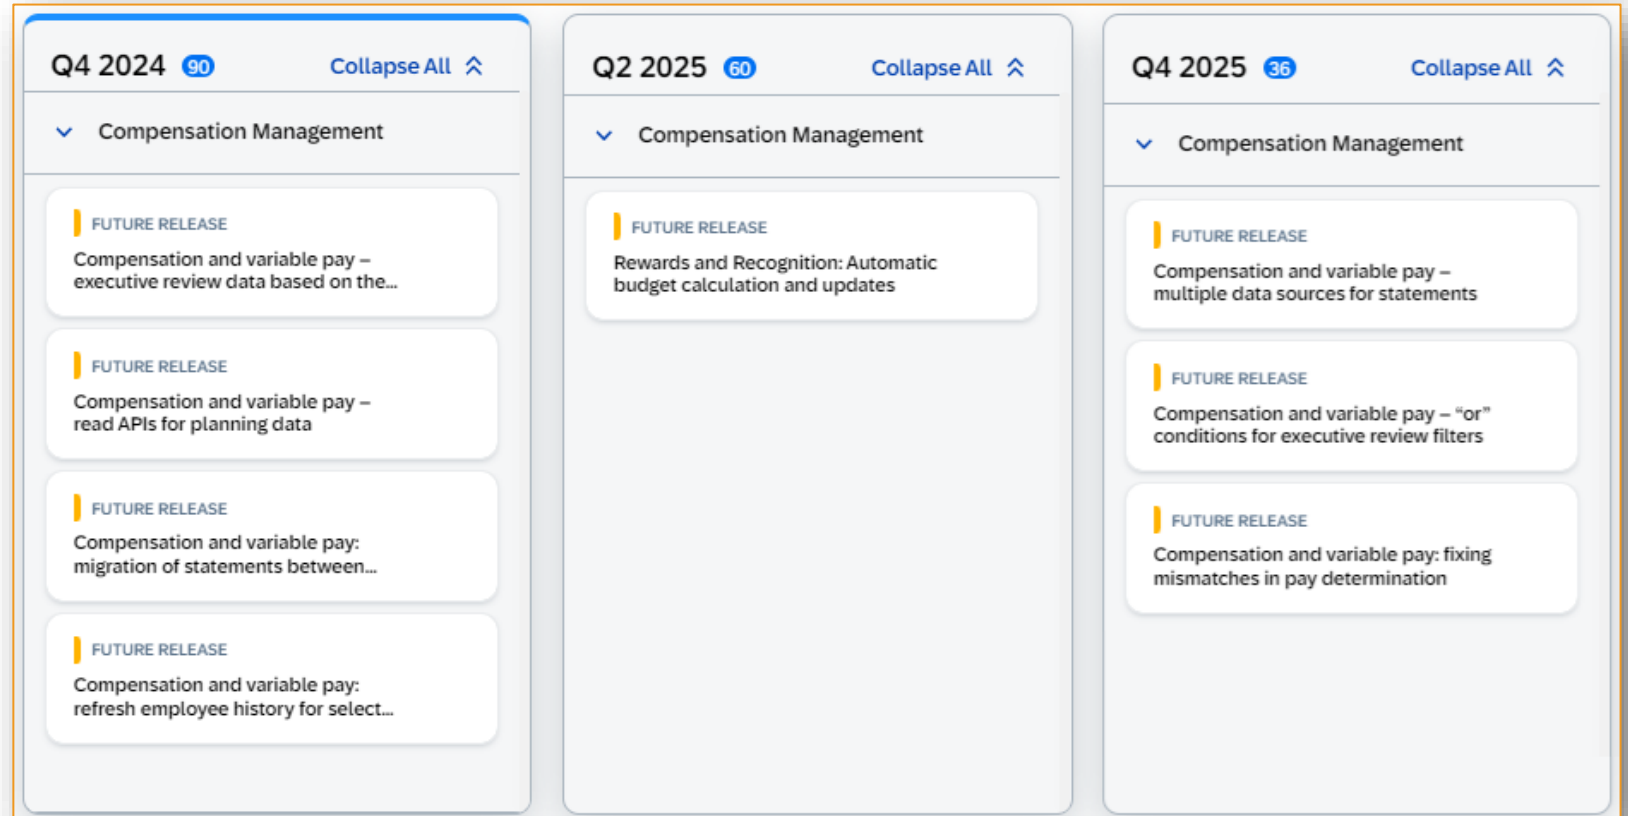 Q4 2024 90 Collapse All
Compensation Management
FUTURE RELEASE
Compensation and variable pay –
executive review data based on the...
FUTURE RELEASE
Compensation and variable pay –
read APIs for planning data
FUTURE RELEASE
Compensation and variable pay:
migration of statements between...
FUTURE RELEASE
Compensation and variable pay:
refresh employee history for select...
Q2 2025 60 Collapse All
Compensation Management
FUTURE RELEASE
Rewards and Recognition: Automatic
budget calculation and updates
Q4 2025 36 Collapse All
Compensation Management
FUTURE RELEASE
Compensation and variable pay –
multiple data sources for statements
FUTURE RELEASE
Compensation and variable pay – “or”
conditions for executive review filters
FUTURE RELEASE
Compensation and variable pay: fixing
mismatches in pay determination